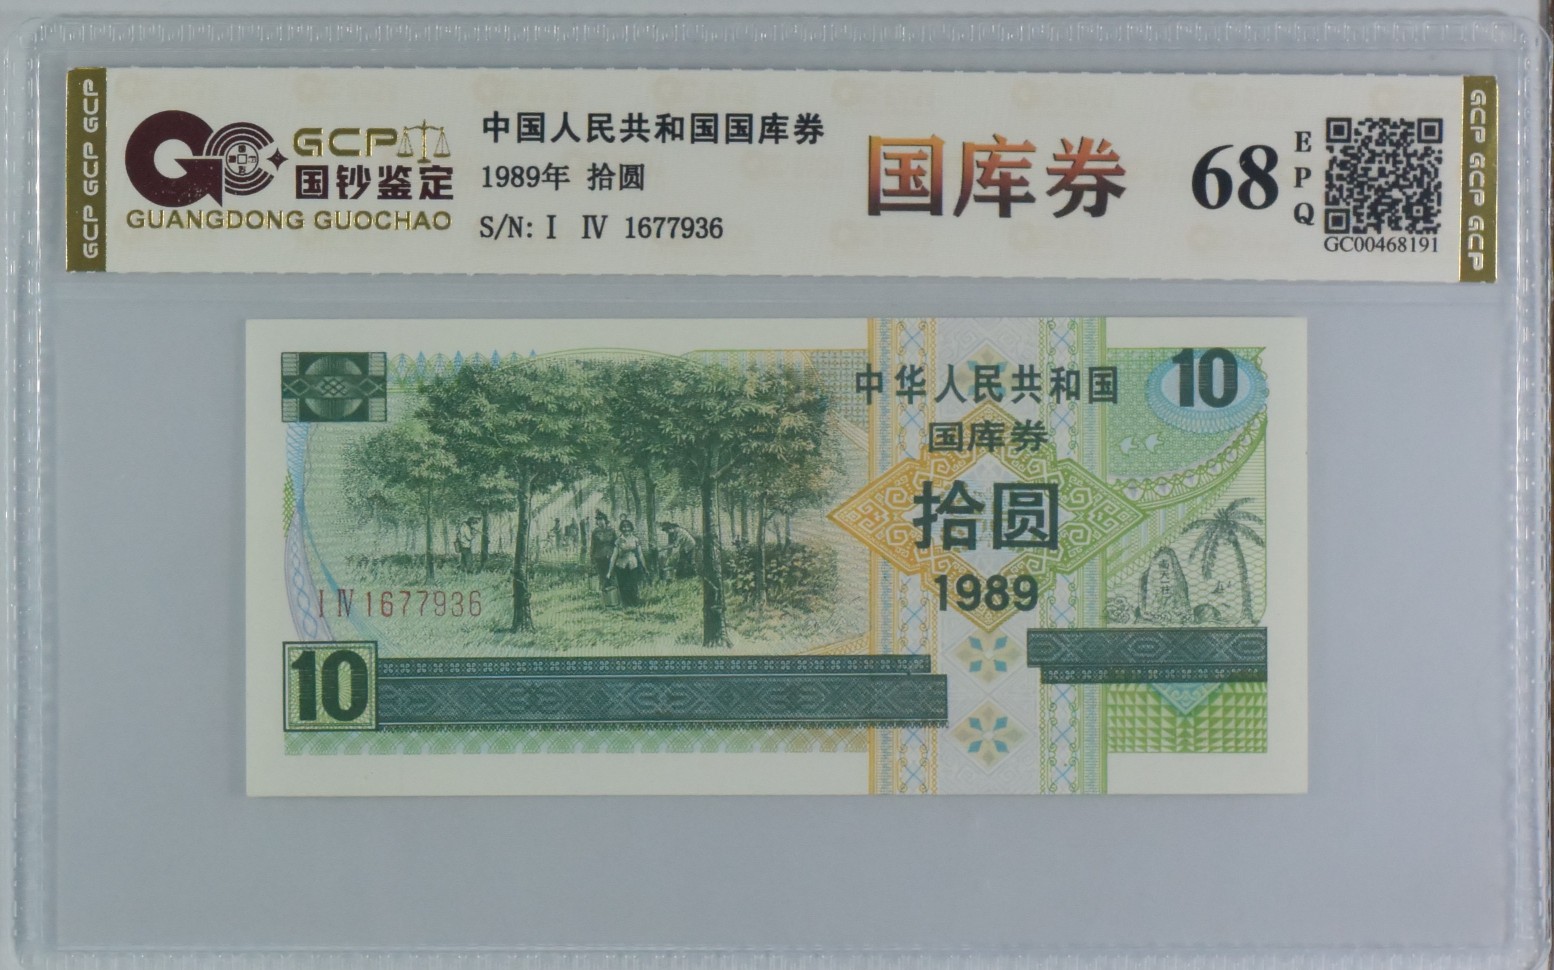 GCP GCP GCP
GCP
国钞鉴定
GUANGDONG GUOCHAO
中国人民共和国国库券
1989年 拾圆
S/N: I IV 1677936
国库券
68
EPQ
GC00468191
GCP GCP GCP
中华人民共和国
国库券
拾圆
1989
10
I IV 1677936
10